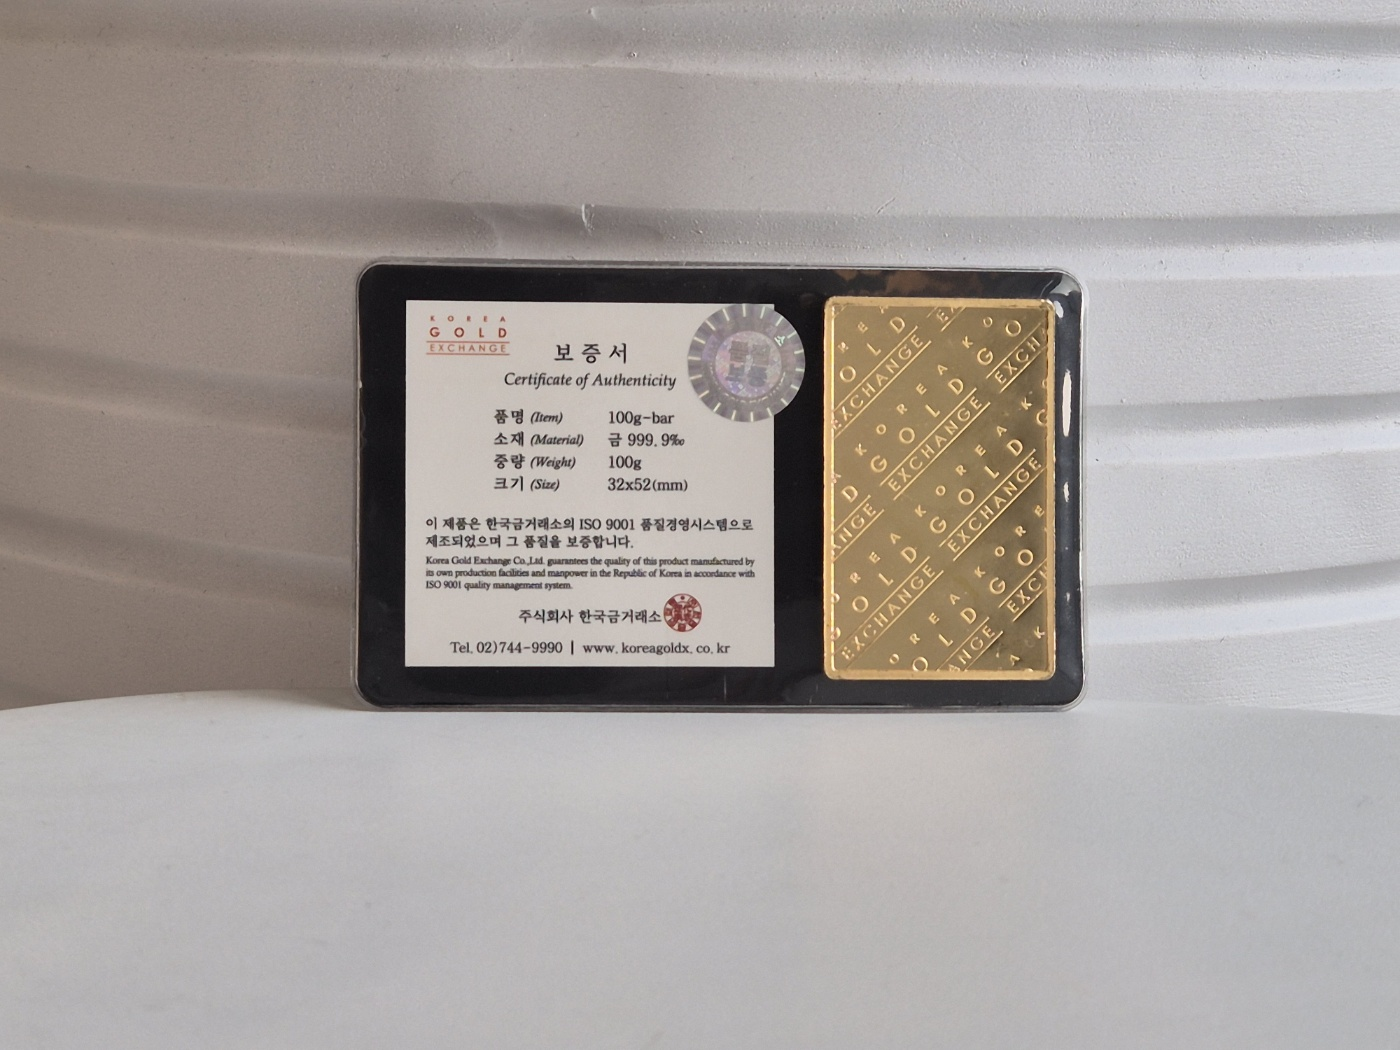 KOREA
GOLD
EXCHANGE
보증서
Certificate of Authenticity
품명 (Item) 100g-bar
소재 (Material) 금 999.9‰
중량 (Weight) 100g
크기 (Size) 32x52(mm)
이 제품은 한국금거래소의 ISO 9001 품질경영시스템으로
제조되었으며 그 품질을 보증합니다.
Korea Gold Exchange Co.,Ltd. guarantees the quality of this product manufactured by
its own production facilities and manpower in the Republic of Korea in accordance with
ISO 9001 quality management system.
주식회사 한국금거래소
Tel. 02)744-9990 | www.koreagoldx.co.kr
KOREA
GOLD
EXCHANGE